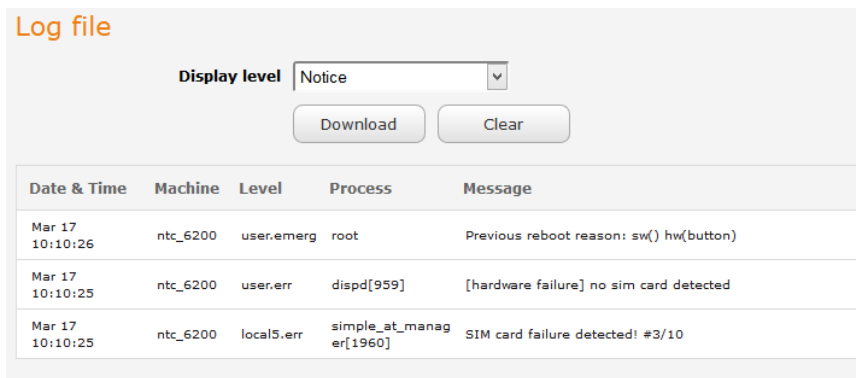 Log file
Display level Notice
Download Clear
Date & Time Machine Level Process Message
Mar 17
10:10:26 ntc_6200 user.emerg root Previous reboot reason: sw() hw(button)
Mar 17
10:10:25 ntc_6200 user.err dispd[959] [hardware failure] no sim card detected
Mar 17
10:10:25 ntc_6200 local5.err simple_at_manag
er[1960] SIM card failure detected! #3/10